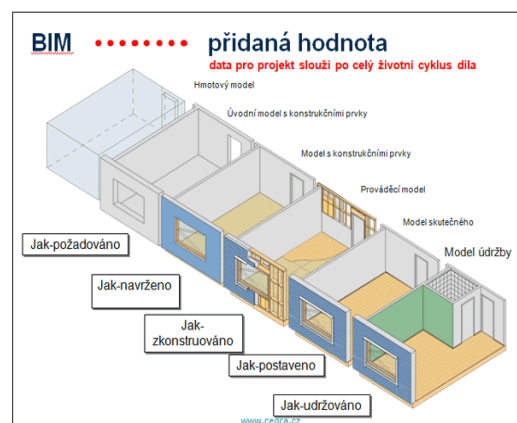 BIM •••••••• přidaná hodnota
data pro projekt slouží po celý životní cyklus díla
Hmotový model
Úvodní model s konstrukčními prvky
Model s konstrukčními prvky
Prováděcí model
Model skutečného
Model údržby
Jak-požadováno
Jak-navrženo
Jak-
zkonstruováno
Jak-postaveno
Jak-udržováno
www.cegra.cz